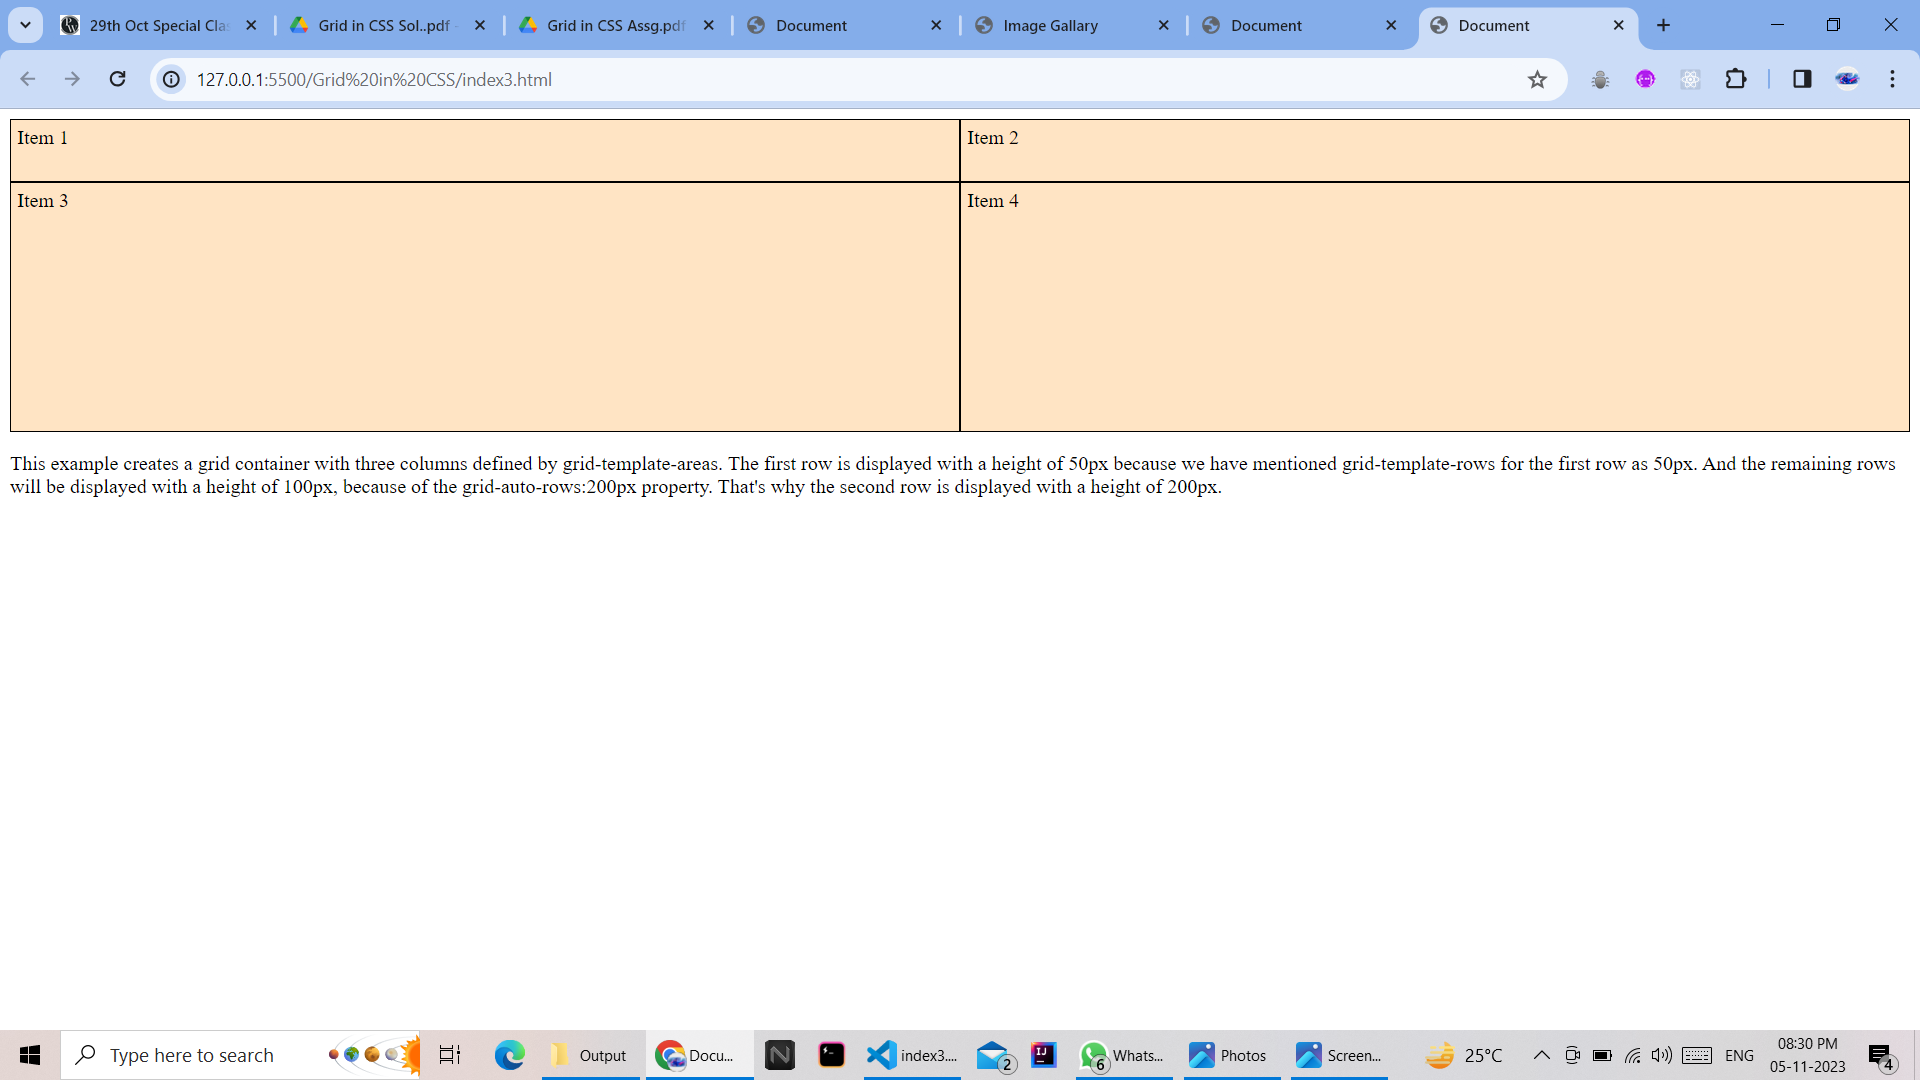 29th Oct Special Cla
Grid in CSS Sol..pdf -
Grid in CSS Assg.pdf
Document
Image Gallary
Document
Document
127.0.0.1:5500/Grid%20in%20CSS/index3.html
Item 1
Item 2
Item 3
Item 4
This example creates a grid container with three columns defined by grid-template-areas. The first row is displayed with a height of 50px because we have mentioned grid-template-rows for the first row as 50px. And the remaining rows
will be displayed with a height of 100px, because of the grid-auto-rows:200px property. That's why the second row is displayed with a height of 200px.
Type here to search
Output
Docu...
index3....
2
6
Whats...
Photos
Screen...
25°C
ENG
08:30 PM
05-11-2023
4